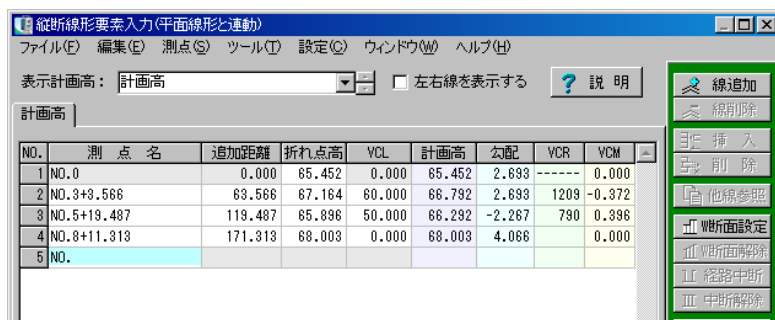 縦断線形要素入力(平面線形と連動)
ファイル(F) 編集(E) 測点(S) ツール(T) 設定(C) ウィンドウ(W) ヘルプ(H)
表示計画高： 計画高 左右線を表示する ? 説 明
計画高
NO. 測 点 名 追加距離 折れ点高 VCL 計画高 勾配 VCR VCM
1 NO.0 0.000 65.452 0.000 65.452 2.693 ------ 0.000
2 NO.3+3.566 63.566 67.164 60.000 66.792 2.693 1209 -0.372
3 NO.5+19.487 119.487 65.896 50.000 66.292 -2.267 790 0.396
4 NO.8+11.313 171.313 68.003 0.000 68.003 4.066 0.000
5 NO.
線追加
線削除
挿 入
削 除
他線参照
W断面設定
W断面解除
経路中断
中断解除